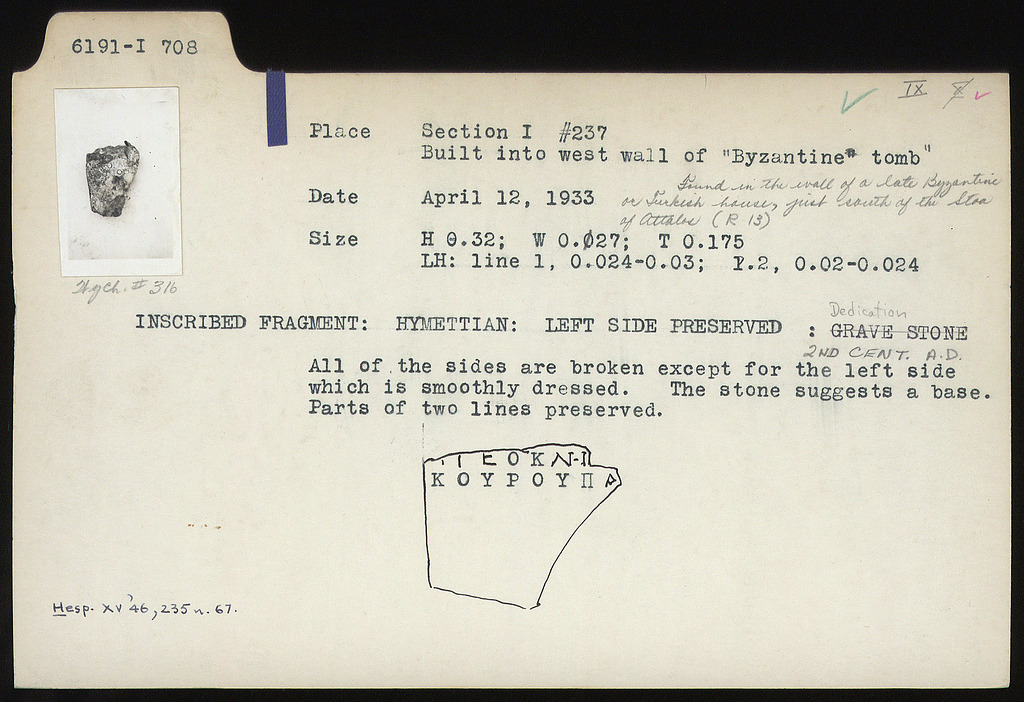 6191-I 708
IX X
Place Section I #237
Built into west wall of "Byzantine" tomb"
Found in the wall of a late Byzantine
Date April 12, 1933 or Turkish house, just south of the Stoa
of Attalos (R 13)
Size H 0.32; W 0.027; T 0.175
LH: line 1, 0.024-0.03; l.2, 0.02-0.024
# 316
Dedication
INSCRIBED FRAGMENT: HYMETTIAN: LEFT SIDE PRESERVED : GRAVE STONE
2ND CENT. A.D.
All of the sides are broken except for the left side
which is smoothly dressed. The stone suggests a base.
Parts of two lines preserved.
Ε Ο Κ
Κ Ο Υ Ρ Ο Υ Π Α
Hesp. XV '46, 235 n. 67.